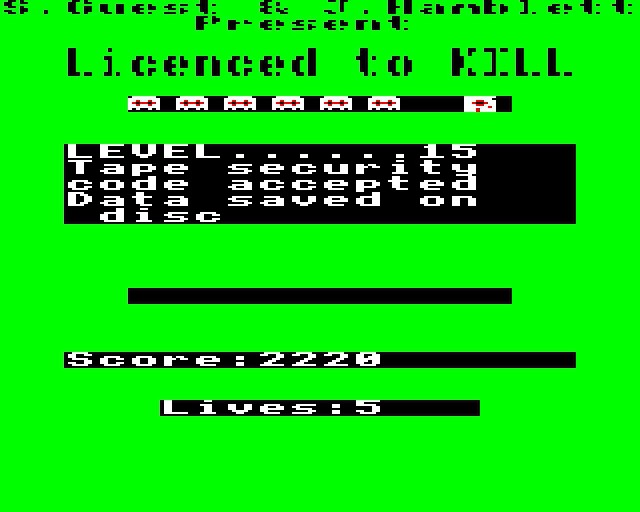 S.Guest & J.Hamblett
Present
Licenced to KILL
LEVEL......15
Tape security
code accepted
Data saved on
disc
Score:2220
Lives:5